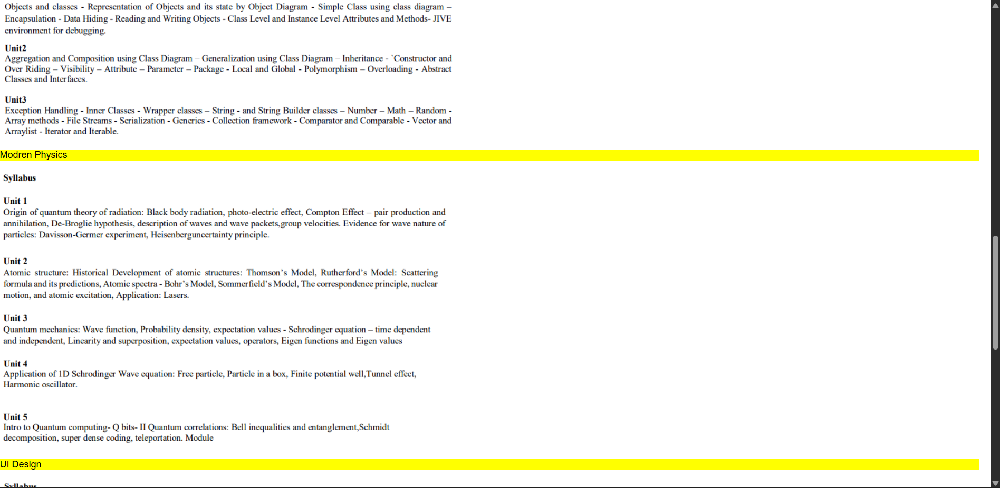 Objects and classes - Representation of Objects and its state by Object Diagram - Simple Class using class diagram –
Encapsulation - Data Hiding - Reading and Writing Objects - Class Level and Instance Level Attributes and Methods- JIVE
environment for debugging.
Unit2
Aggregation and Composition using Class Diagram – Generalization using Class Diagram – Inheritance - `Constructor and
Over Riding – Visibility – Attribute – Parameter – Package - Local and Global - Polymorphism – Overloading - Abstract
Classes and Interfaces.
Unit3
Exception Handling - Inner Classes - Wrapper classes – String - and String Builder classes – Number – Math – Random -
Array methods - File Streams - Serialization - Generics - Collection framework - Comparator and Comparable - Vector and
Arraylist - Iterator and Iterable.
Modren Physics
Syllabus
Unit 1
Origin of quantum theory of radiation: Black body radiation, photo-electric effect, Compton Effect – pair production and
annihilation, De-Broglie hypothesis, description of waves and wave packets,group velocities. Evidence for wave nature of
particles: Davisson-Germer experiment, Heisenberguncertainty principle.
Unit 2
Atomic structure: Historical Development of atomic structures: Thomson’s Model, Rutherford’s Model: Scattering
formula and its predictions, Atomic spectra - Bohr’s Model, Sommerfield’s Model, The correspondence principle, nuclear
motion, and atomic excitation, Application: Lasers.
Unit 3
Quantum mechanics: Wave function, Probability density, expectation values - Schrodinger equation – time dependent
and independent, Linearity and superposition, expectation values, operators, Eigen functions and Eigen values
Unit 4
Application of 1D Schrodinger Wave equation: Free particle, Particle in a box, Finite potential well,Tunnel effect,
Harmonic oscillator.
Unit 5
Intro to Quantum computing- Q bits- II Quantum correlations: Bell inequalities and entanglement,Schmidt
decomposition, super dense coding, teleportation. Module
UI Design
Syllabus